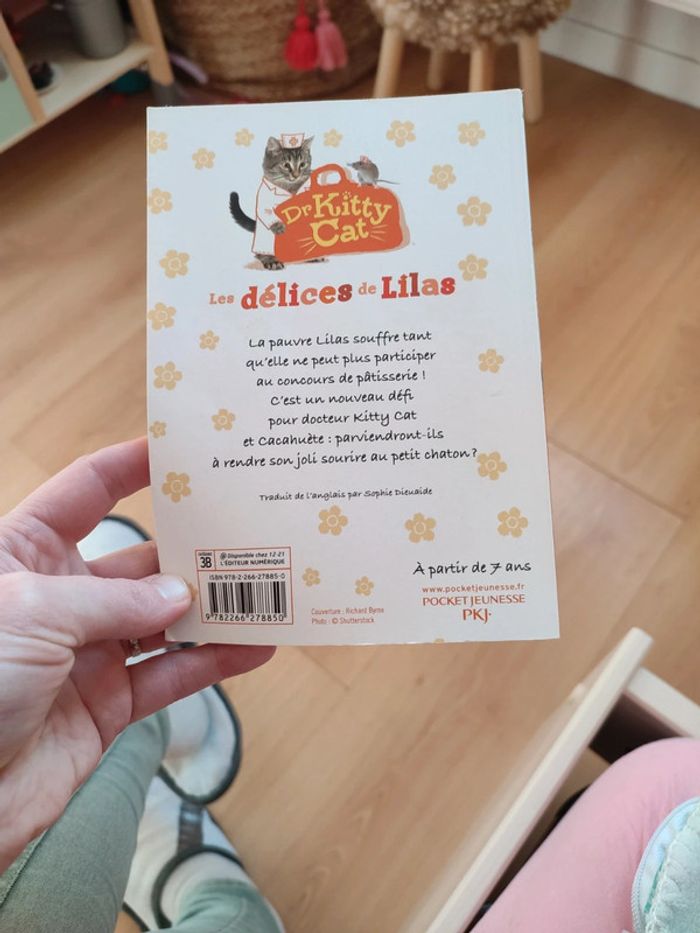 Dr Kitty
Cat
Les délices de Lilas
La pauvre Lilas souffre tant
qu'elle ne peut plus participer
au concours de pâtisserie !
C'est un nouveau défi
pour docteur Kitty Cat
et Cacahuète : parviendront-ils
à rendre son joli sourire au petit chaton ?
Traduit de l'anglais par Sophie Dieuaide
À partir de 7 ans
www.pocketjeunesse.fr
POCKET JEUNESSE
PKJ.
3B
Disponible chez 12-21
L'ÉDITEUR NUMÉRIQUE
ISBN 978-2-266-27885-0
9 782266 278850
Couverture : Richard Byrne
Photo : © Shutterstock